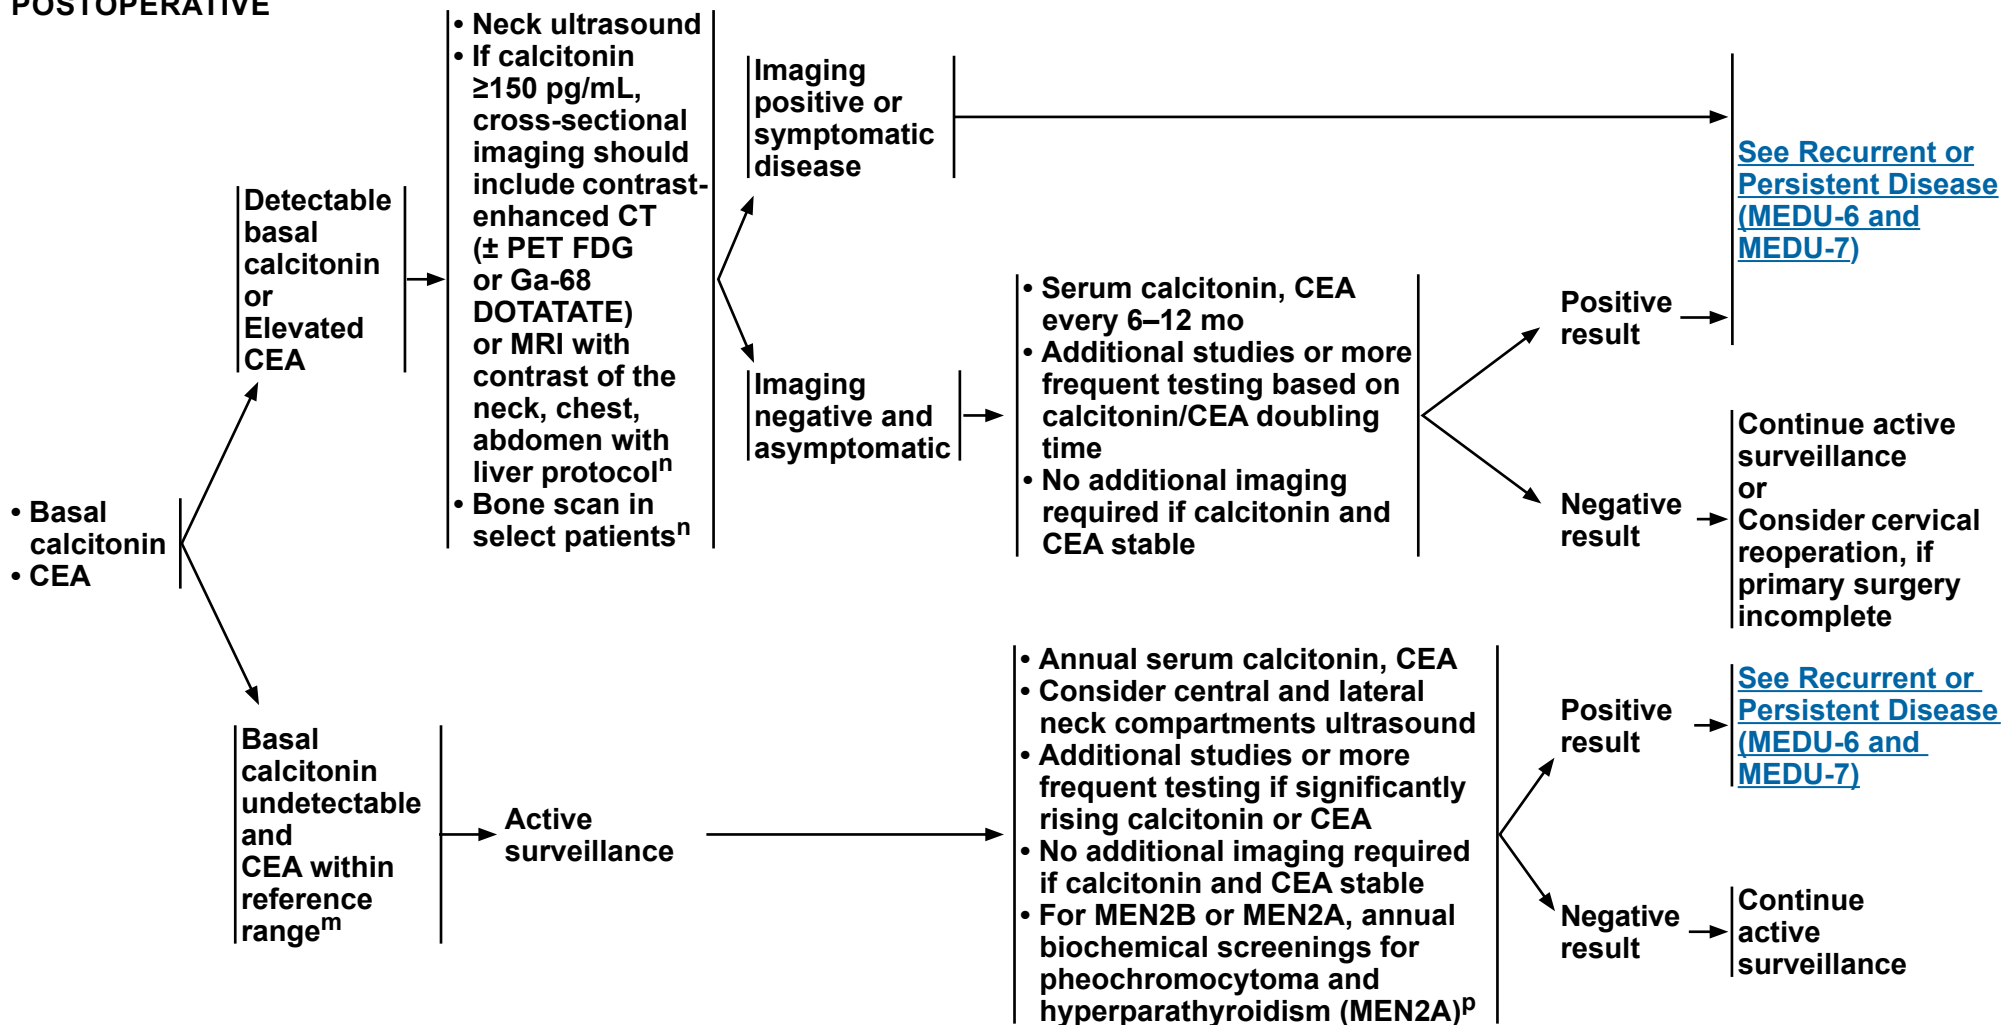 POSTOPERATIVE
• Basal
calcitonin
• CEA
Detectable
basal
calcitonin
or
Elevated
CEA
• Neck ultrasound
• If calcitonin
≥150 pg/mL,
cross-sectional
imaging should
include contrast-
enhanced CT
(± PET FDG
or Ga-68
DOTATATE)
or MRI with
contrast of the
neck, chest,
abdomen with
liver protocolⁿ
• Bone scan in
select patientsⁿ
Imaging
positive or
symptomatic
disease
See Recurrent or
Persistent Disease
(MEDU-6 and
MEDU-7)
Imaging
negative and
asymptomatic
• Serum calcitonin, CEA
every 6–12 mo
• Additional studies or more
frequent testing based on
calcitonin/CEA doubling
time
• No additional imaging
required if calcitonin and
CEA stable
Positive
result
Negative
result
Continue active
surveillance
or
Consider cervical
reoperation, if
primary surgery
incomplete
Basal
calcitonin
undetectable
and
CEA within
reference
rangeᵐ
Active
surveillance
• Annual serum calcitonin, CEA
• Consider central and lateral
neck compartments ultrasound
• Additional studies or more
frequent testing if significantly
rising calcitonin or CEA
• No additional imaging required
if calcitonin and CEA stable
• For MEN2B or MEN2A, annual
biochemical screenings for
pheochromocytoma and
hyperparathyroidism (MEN2A)ᵖ
Positive
result
See Recurrent or
Persistent Disease
(MEDU-6 and
MEDU-7)
Negative
result
Continue
active
surveillance